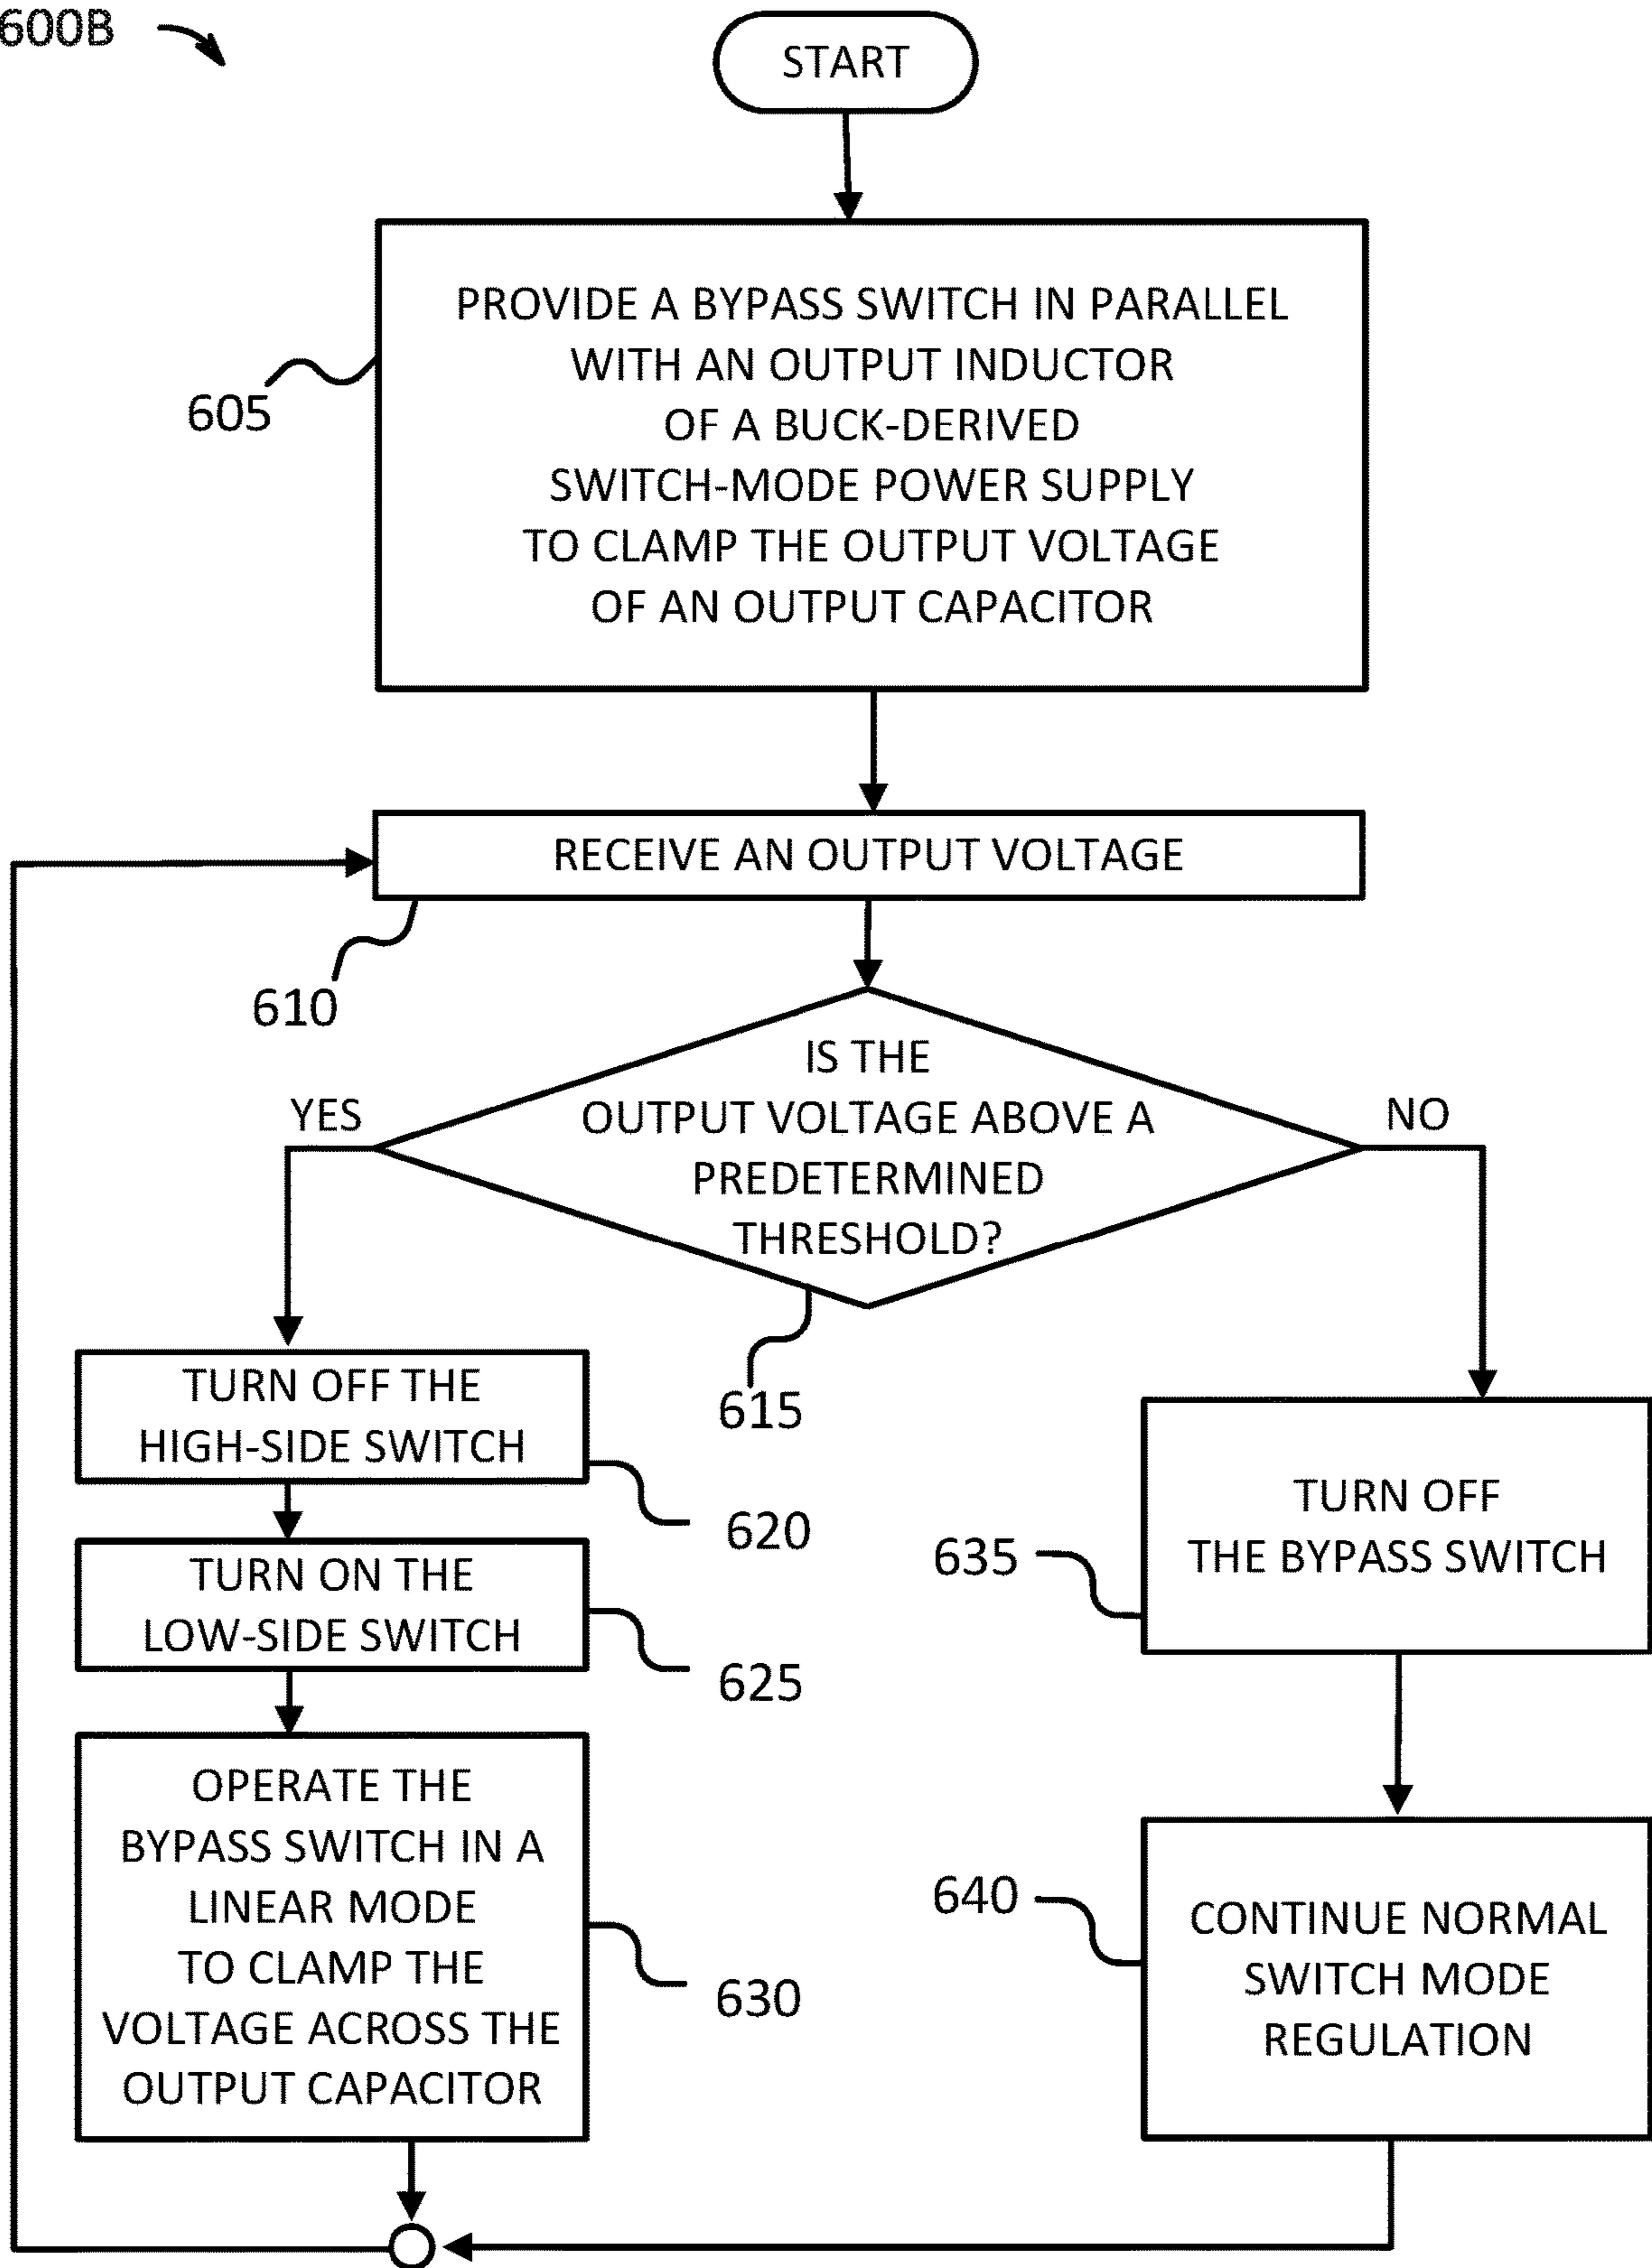 600B
START
PROVIDE A BYPASS SWITCH IN PARALLEL
WITH AN OUTPUT INDUCTOR
OF A BUCK-DERIVED
SWITCH-MODE POWER SUPPLY
TO CLAMP THE OUTPUT VOLTAGE
OF AN OUTPUT CAPACITOR
605
RECEIVE AN OUTPUT VOLTAGE
610
IS THE
OUTPUT VOLTAGE ABOVE A
PREDETERMINED
THRESHOLD?
YES
NO
615
TURN OFF THE
HIGH-SIDE SWITCH
620
TURN ON THE
LOW-SIDE SWITCH
625
OPERATE THE
BYPASS SWITCH IN A
LINEAR MODE
TO CLAMP THE
VOLTAGE ACROSS THE
OUTPUT CAPACITOR
630
TURN OFF
THE BYPASS SWITCH
635
CONTINUE NORMAL
SWITCH MODE
REGULATION
640